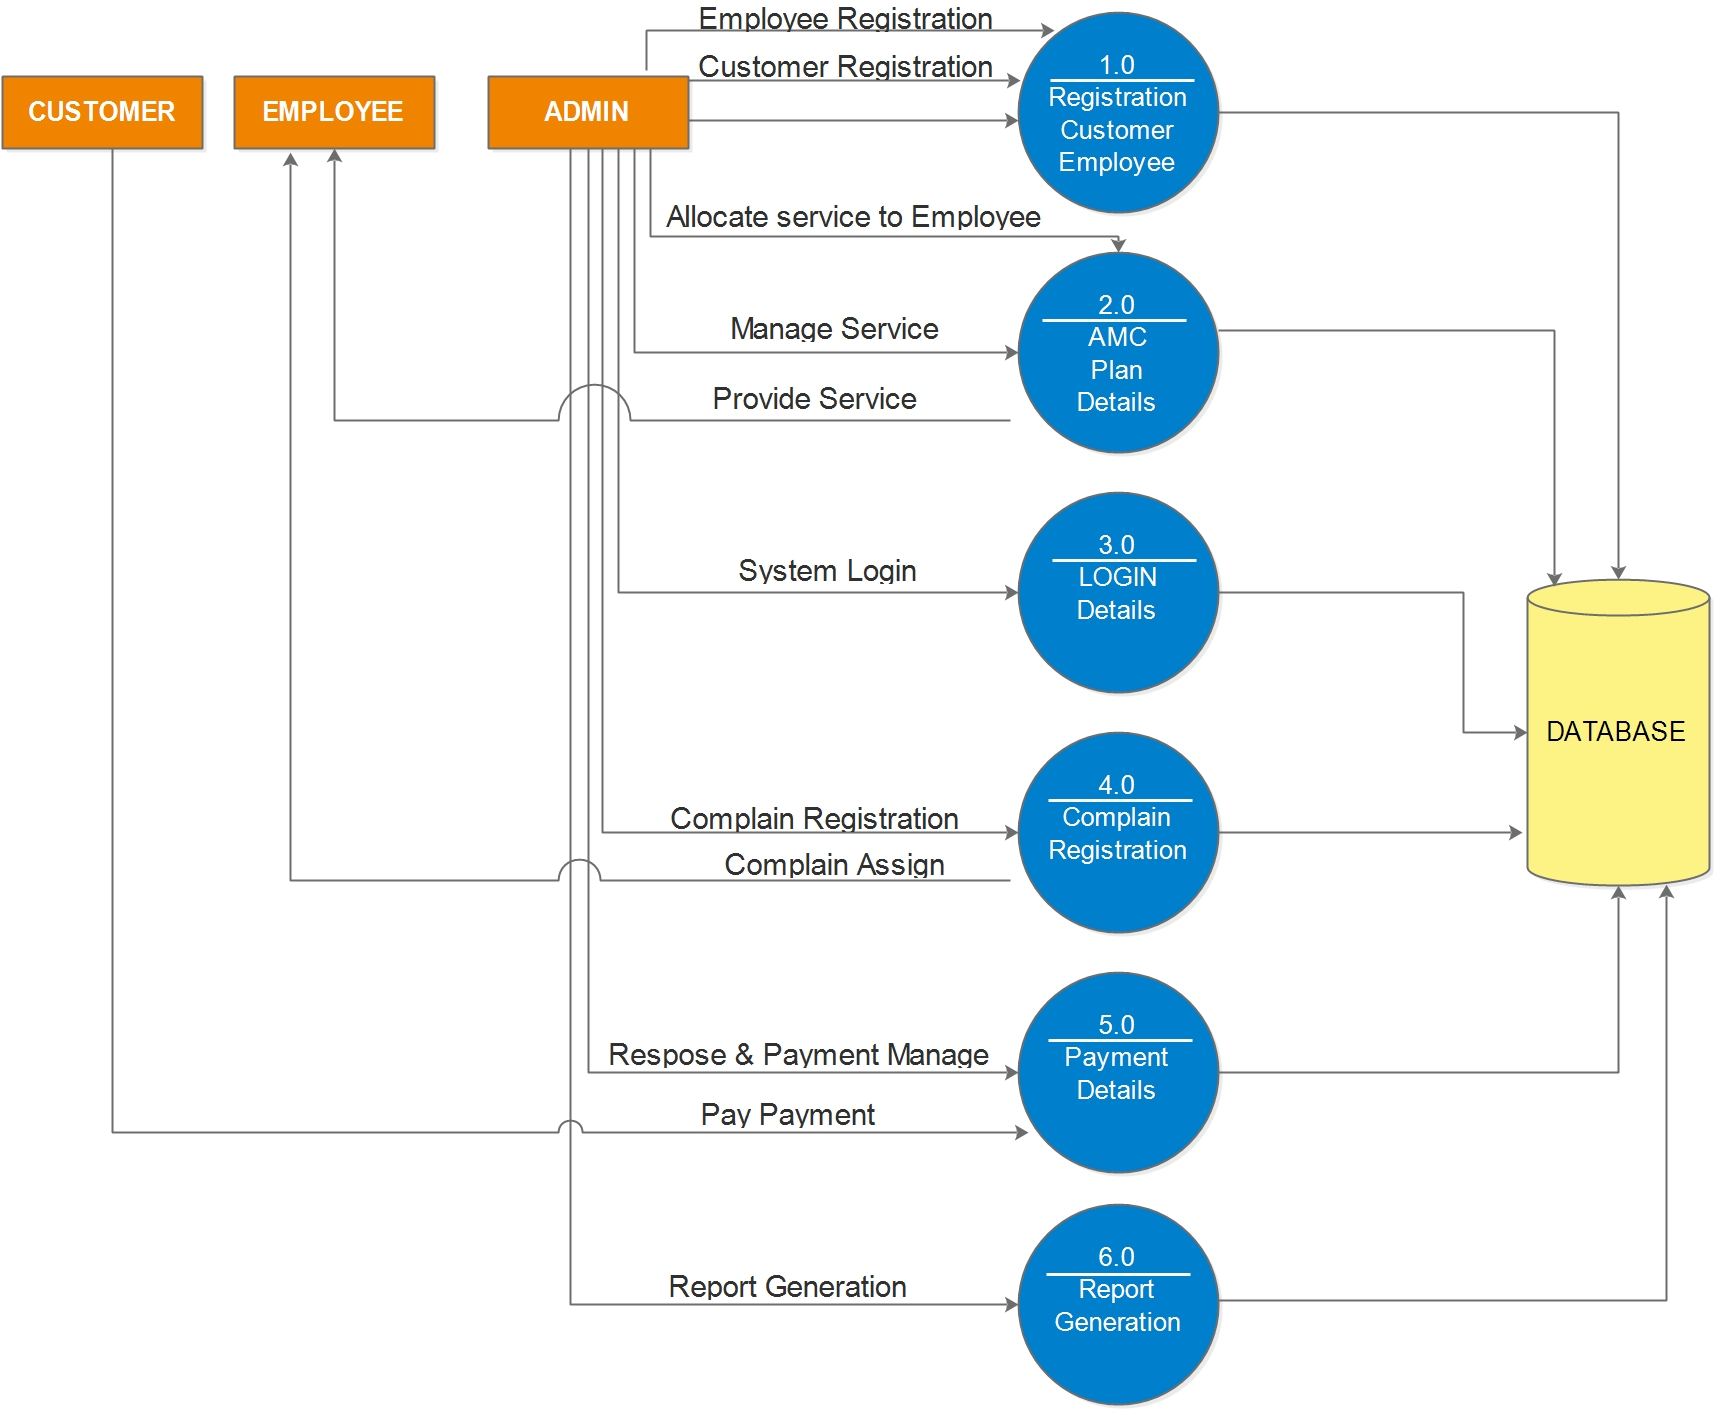 Employee Registration
Customer Registration
CUSTOMER
EMPLOYEE
ADMIN
1.0
Registration
Customer
Employee
Allocate service to Employee
2.0
AMC
Plan
Details
Manage Service
Provide Service
3.0
LOGIN
Details
System Login
DATABASE
4.0
Complain
Registration
Complain Registration
Complain Assign
5.0
Payment
Details
Respose & Payment Manage
Pay Payment
6.0
Report
Generation
Report Generation